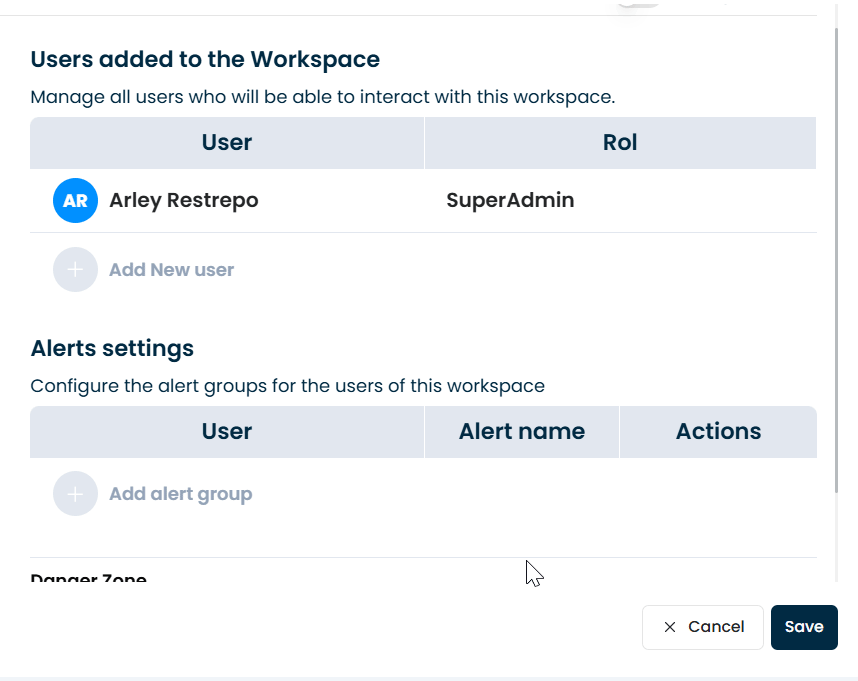 Users added to the Workspace
Manage all users who will be able to interact with this workspace.
User Rol
AR Arley Restrepo SuperAdmin
Add New user
Alerts settings
Configure the alert groups for the users of this workspace
User Alert name Actions
Add alert group
Danger Zone
Cancel Save